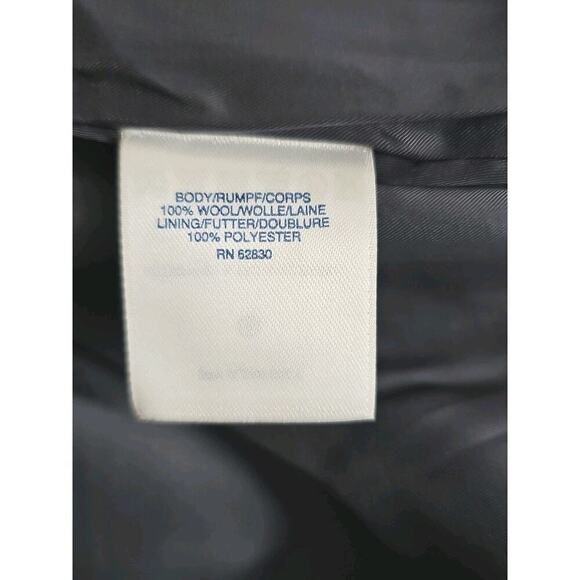 BODY/RUMPF/CORPS
100% WOOL/WOLLE/LAINE
LINING/FUTTER/DOUBLURE
100% POLYESTER
RN 62830